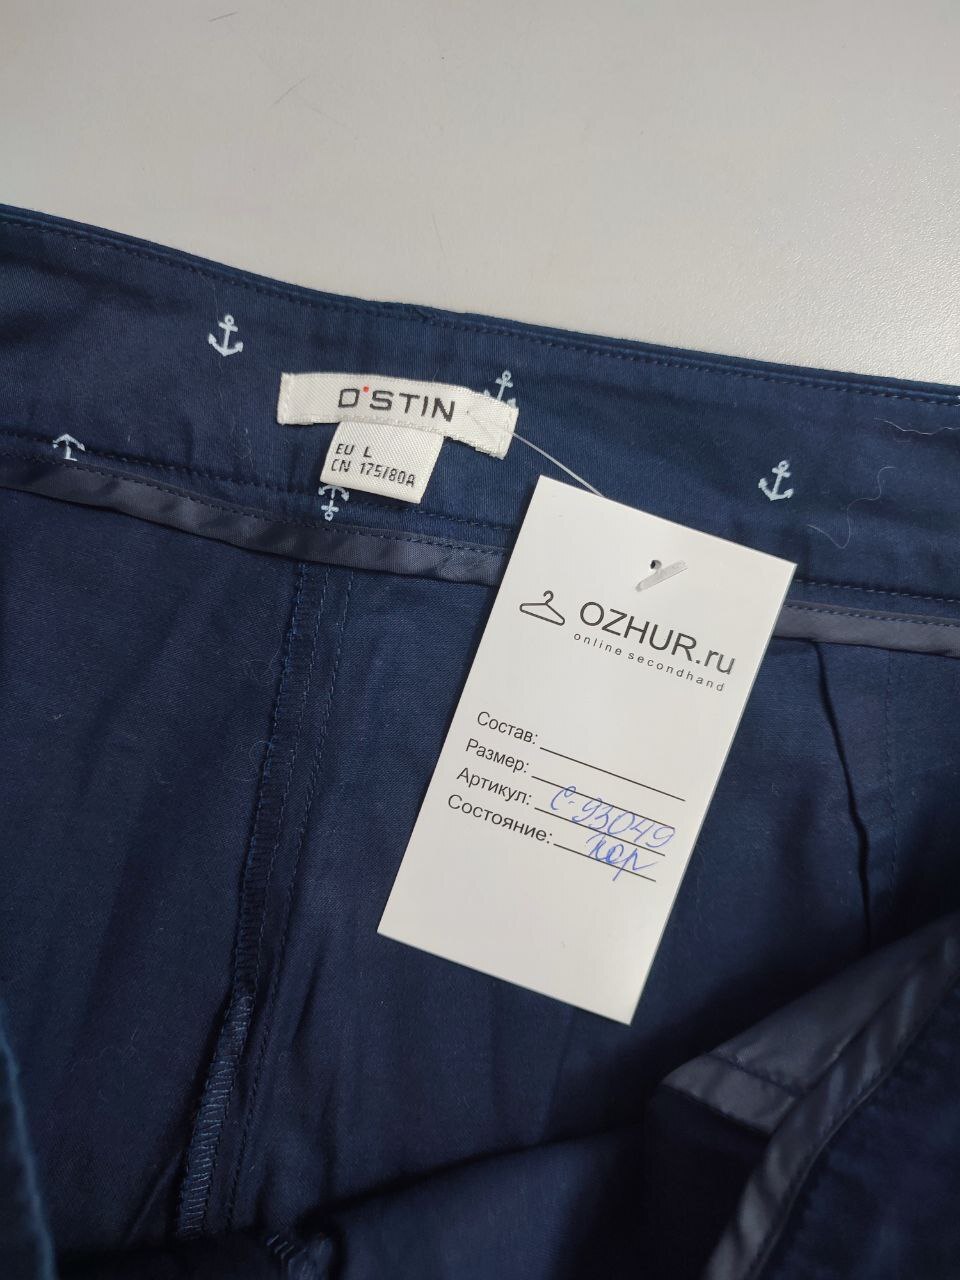 O'STIN
EU L
CN 175/80A
OZHUR.ru
online secondhand
Состав:
Размер:
Артикул: С-93049
Состояние: хор